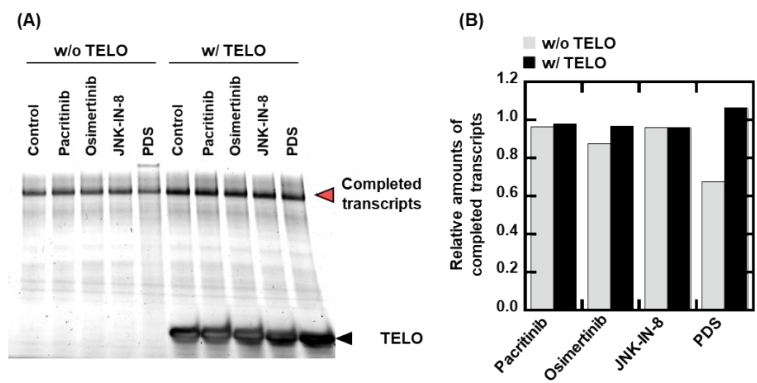 (A)
w/o TELO
w/ TELO
Control
Pacritinib
Osimertinib
JNK-IN-8
PDS
Control
Pacritinib
Osimertinib
JNK-IN-8
PDS
Completed
transcripts
TELO
(B)
w/o TELO
w/ TELO
Relative amounts of
completed transcripts
1.2
1.0
0.8
0.6
0.4
0.2
0.0
Pacritinib
Osimertinib
JNK-IN-8
PDS